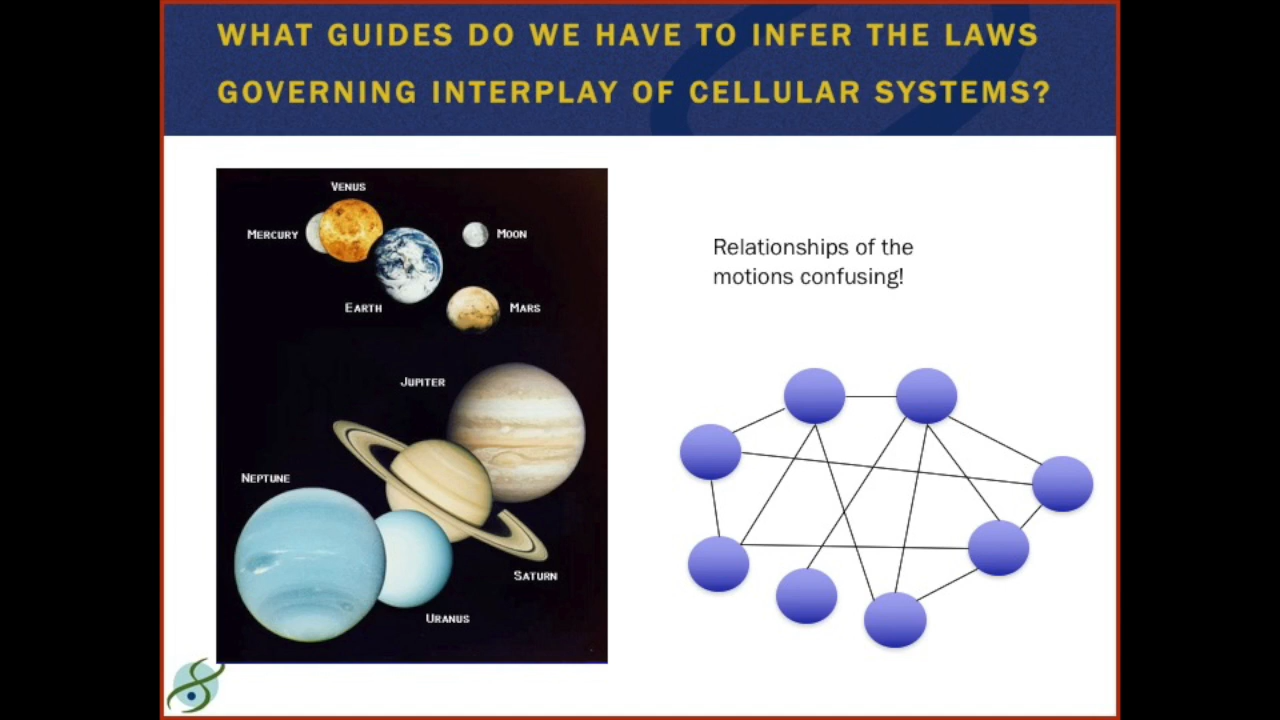 WHAT GUIDES DO WE HAVE TO INFER THE LAWS
GOVERNING INTERPLAY OF CELLULAR SYSTEMS?
VENUS
MERCURY
MOON
EARTH
MARS
JUPITER
NEPTUNE
SATURN
URANUS
Relationships of the
motions confusing!